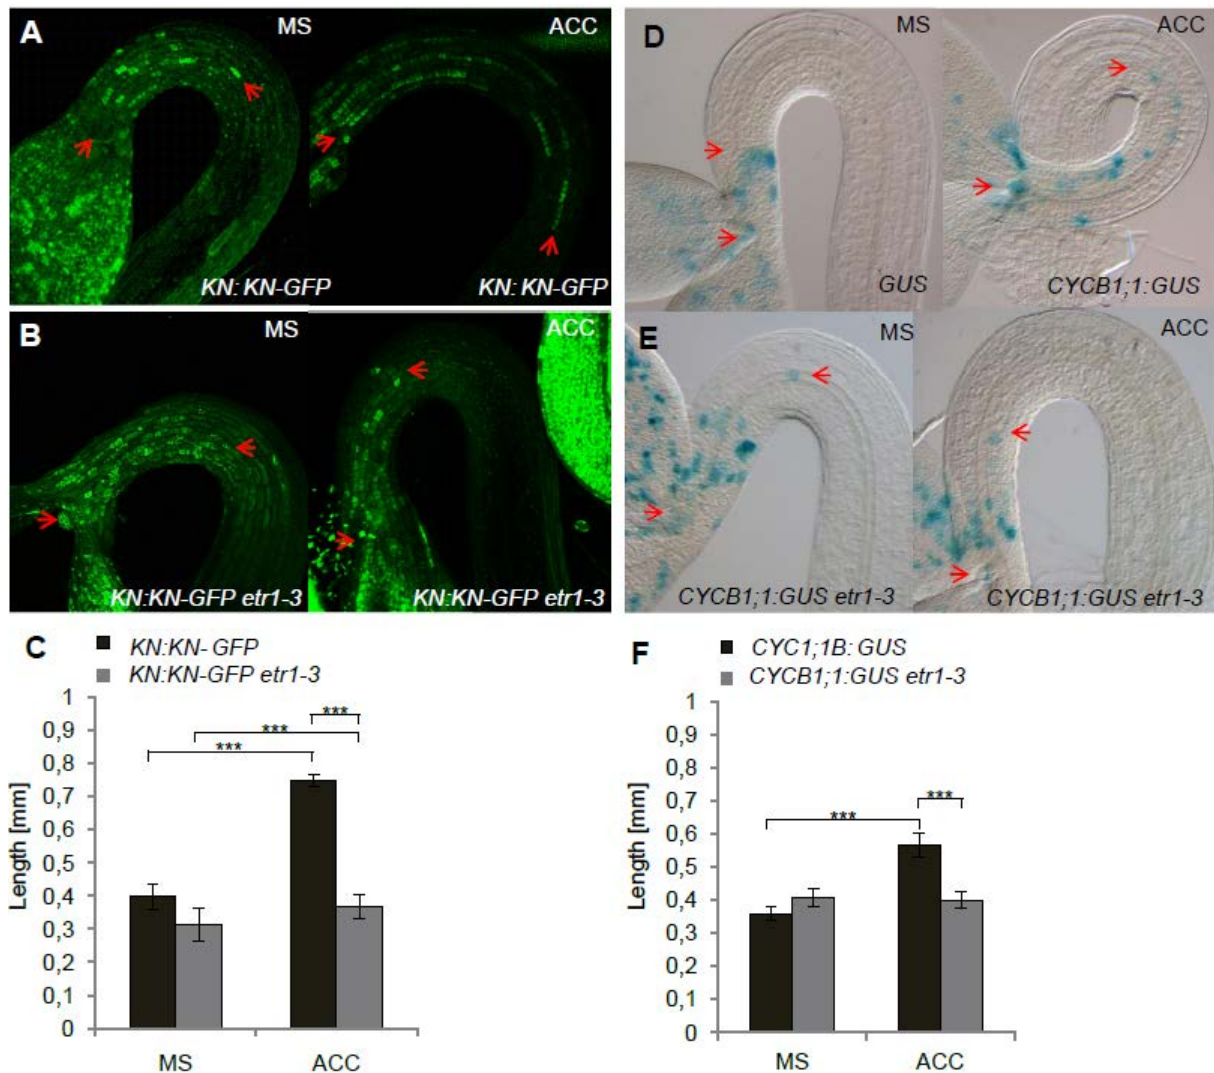 A
MS
ACC
KN: KN-GFP
KN: KN-GFP
B
MS
ACC
KN:KN-GFP etr1-3
KN:KN-GFP etr1-3
C
KN:KN- GFP
KN:KN-GFP etr1-3
Length [mm]
1
0,9
0,8
0,7
0,6
0,5
0,4
0,3
0,2
0,1
0
***
***
***
MS
ACC
D
MS
ACC
GUS
CYCB1;1:GUS
E
MS
ACC
CYCB1;1:GUS etr1-3
CYCB1;1:GUS etr1-3
F
CYC1;1B: GUS
CYCB1;1:GUS etr1-3
Length [mm]
1
0,9
0,8
0,7
0,6
0,5
0,4
0,3
0,2
0,1
0
***
***
MS
ACC